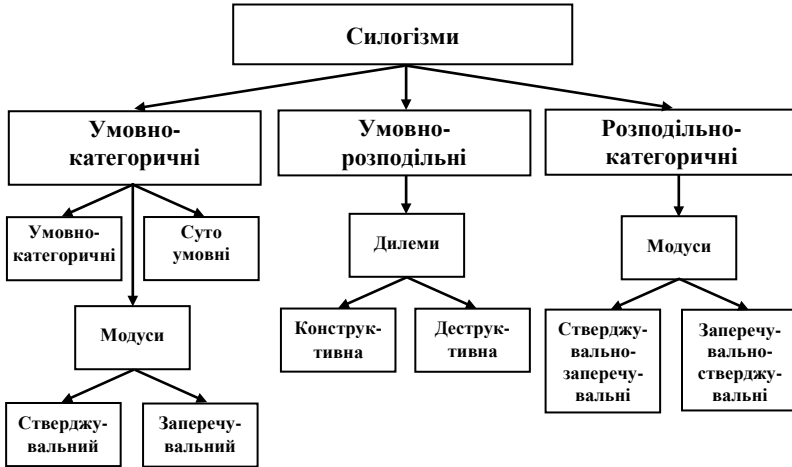 Силогізми
Умовно-
категоричні
Умовно-
розподільні
Розподільно-
категоричні
Умовно-
категоричні
Суто
умовні
Дилеми
Модуси
Модуси
Конструк-
тивна
Деструк-
тивна
Стверджу-
вально-
заперечу-
вальні
Заперечу-
вально-
стверджу-
вальні
Стверджу-
вальний
Заперечу-
вальний